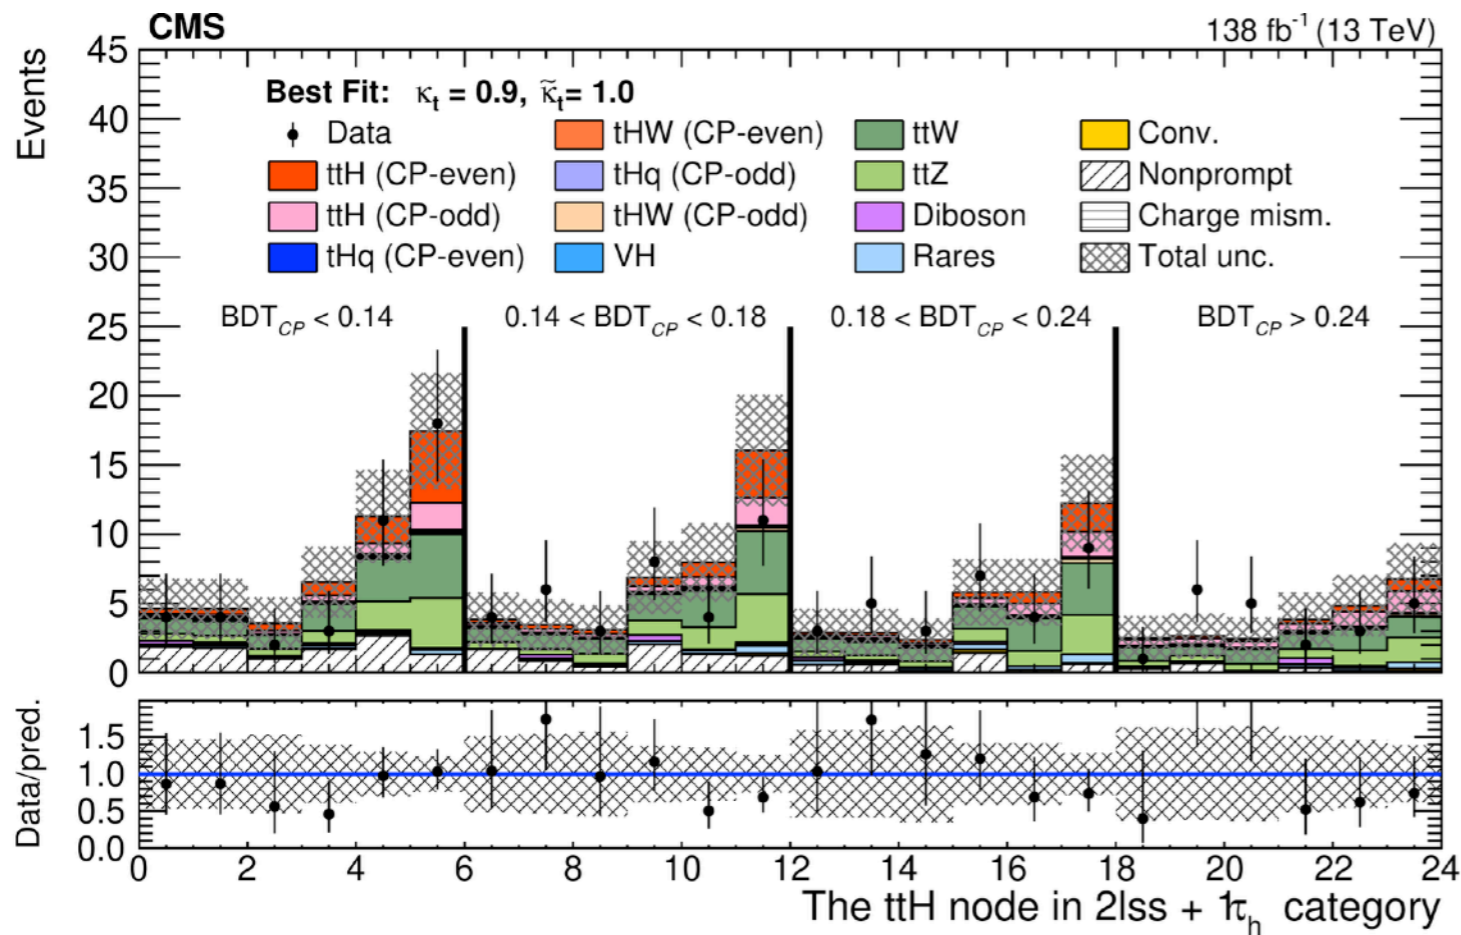 CMS 138 fb⁻¹ (13 TeV)
Events
45
40
35
30
25
20
15
10
5
0
Best Fit: κt = 0.9, κ̃t= 1.0
Data tHW (CP-even) ttW Conv.
ttH (CP-even) tHq (CP-odd) ttZ Nonprompt
ttH (CP-odd) tHW (CP-odd) Diboson Charge mism.
tHq (CP-even) VH Rares Total unc.
BDTCP < 0.14 0.14 < BDTCP < 0.18 0.18 < BDTCP < 0.24 BDTCP > 0.24
Data/pred.
1.5
1.0
0.5
0.0
0 2 4 6 8 10 12 14 16 18 20 22 24
The ttH node in 2lss + 1τh category